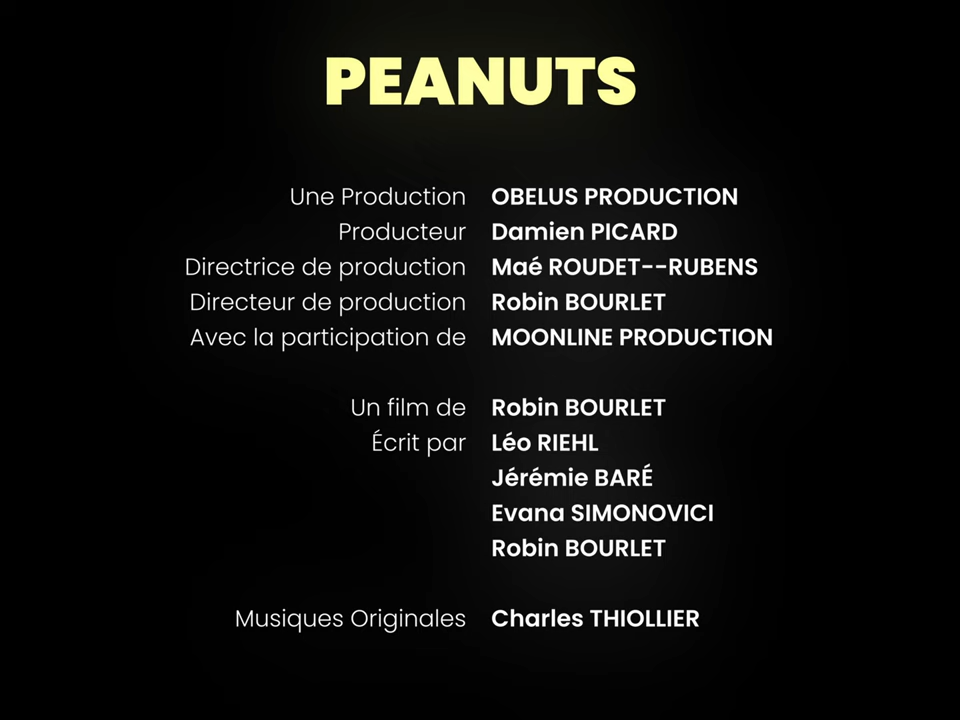 PEANUTS
Une Production OBELUS PRODUCTION
Producteur Damien PICARD
Directrice de production Maé ROUDET--RUBENS
Directeur de production Robin BOURLET
Avec la participation de MOONLINE PRODUCTION
Un film de Robin BOURLET
Écrit par Léo RIEHL
Jérémie BARÉ
Evana SIMONOVICI
Robin BOURLET
Musiques Originales Charles THIOLLIER